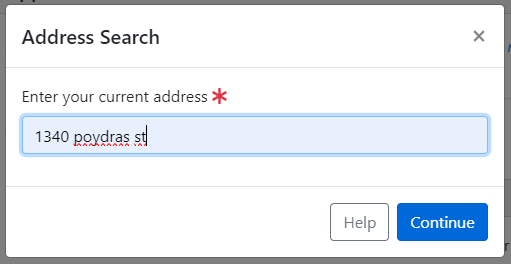 Address Search ×
Enter your current address *
1340 poydras st
Help Continue